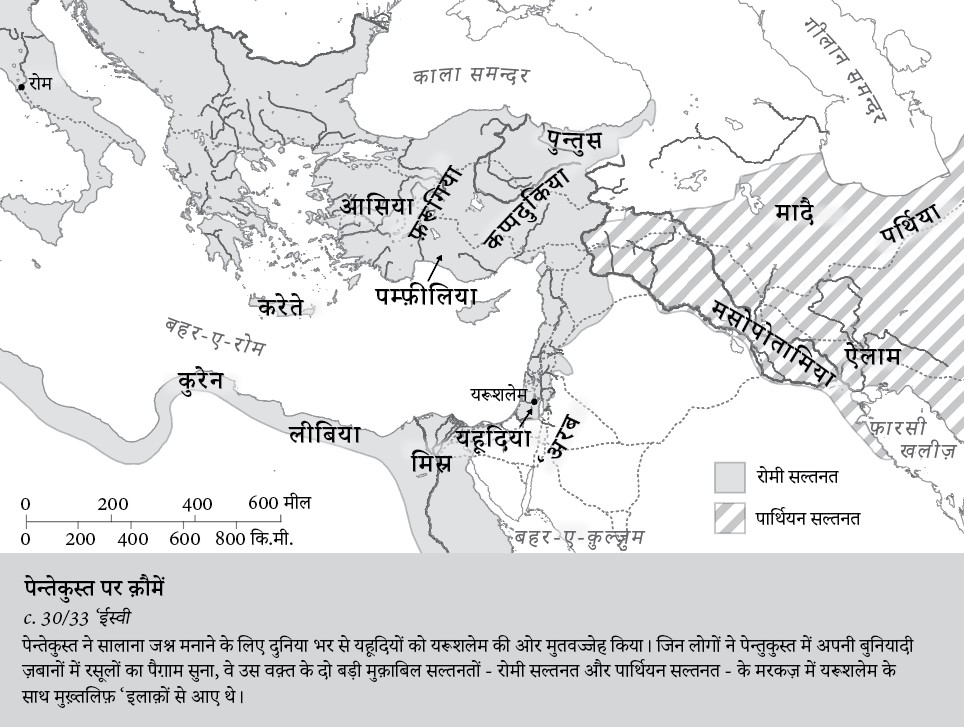 गीलान समन्दर
काला समन्दर
रोम
पुन्तुस
आसिया
फ़रूगिया
कप्पदुकिया
मादै
पर्थिया
पम्फ़ीलिया
करेते
बहर-ए-रोम
मसोपोतामिया
ऐलाम
कुरेन
यरूशलेम
लीबिया
यहूदिया
‘अरब
मिस्र
फ़ारसी
खलीज़
रोमी सल्तनत
पार्थियन सल्तनत
बहर-ए-क़ुल्ज़ुम
0 200 400 600 मील
0 200 400 600 800 कि.मी.
पेन्तेकुस्त पर क़ौमें
c. 30/33 ‘ईस्वी
पेन्तेकुस्त ने सालाना जश्न मनाने के लिए दुनिया भर से यहूदियों को यरूशलेम की ओर मुतवज्जेह किया। जिन लोगों ने पेन्तुकुस्त में अपनी बुनियादी
ज़बानों में रसूलों का पैग़ाम सुना, वे उस वक़्त के दो बड़ी मुक़ाबिल सल्तनतों - रोमी सल्तनत और पार्थियन सल्तनत - के मरकज़ में यरूशलेम के
साथ मुख़्तलिफ़ ‘इलाक़ों से आए थे।